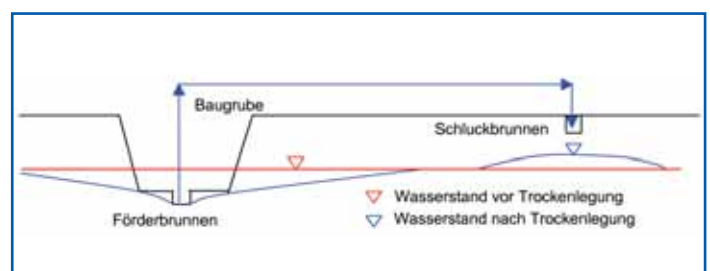 Baugrube
Schluckbrunnen
Wasserstand vor Trockenlegung
Wasserstand nach Trockenlegung
Förderbrunnen